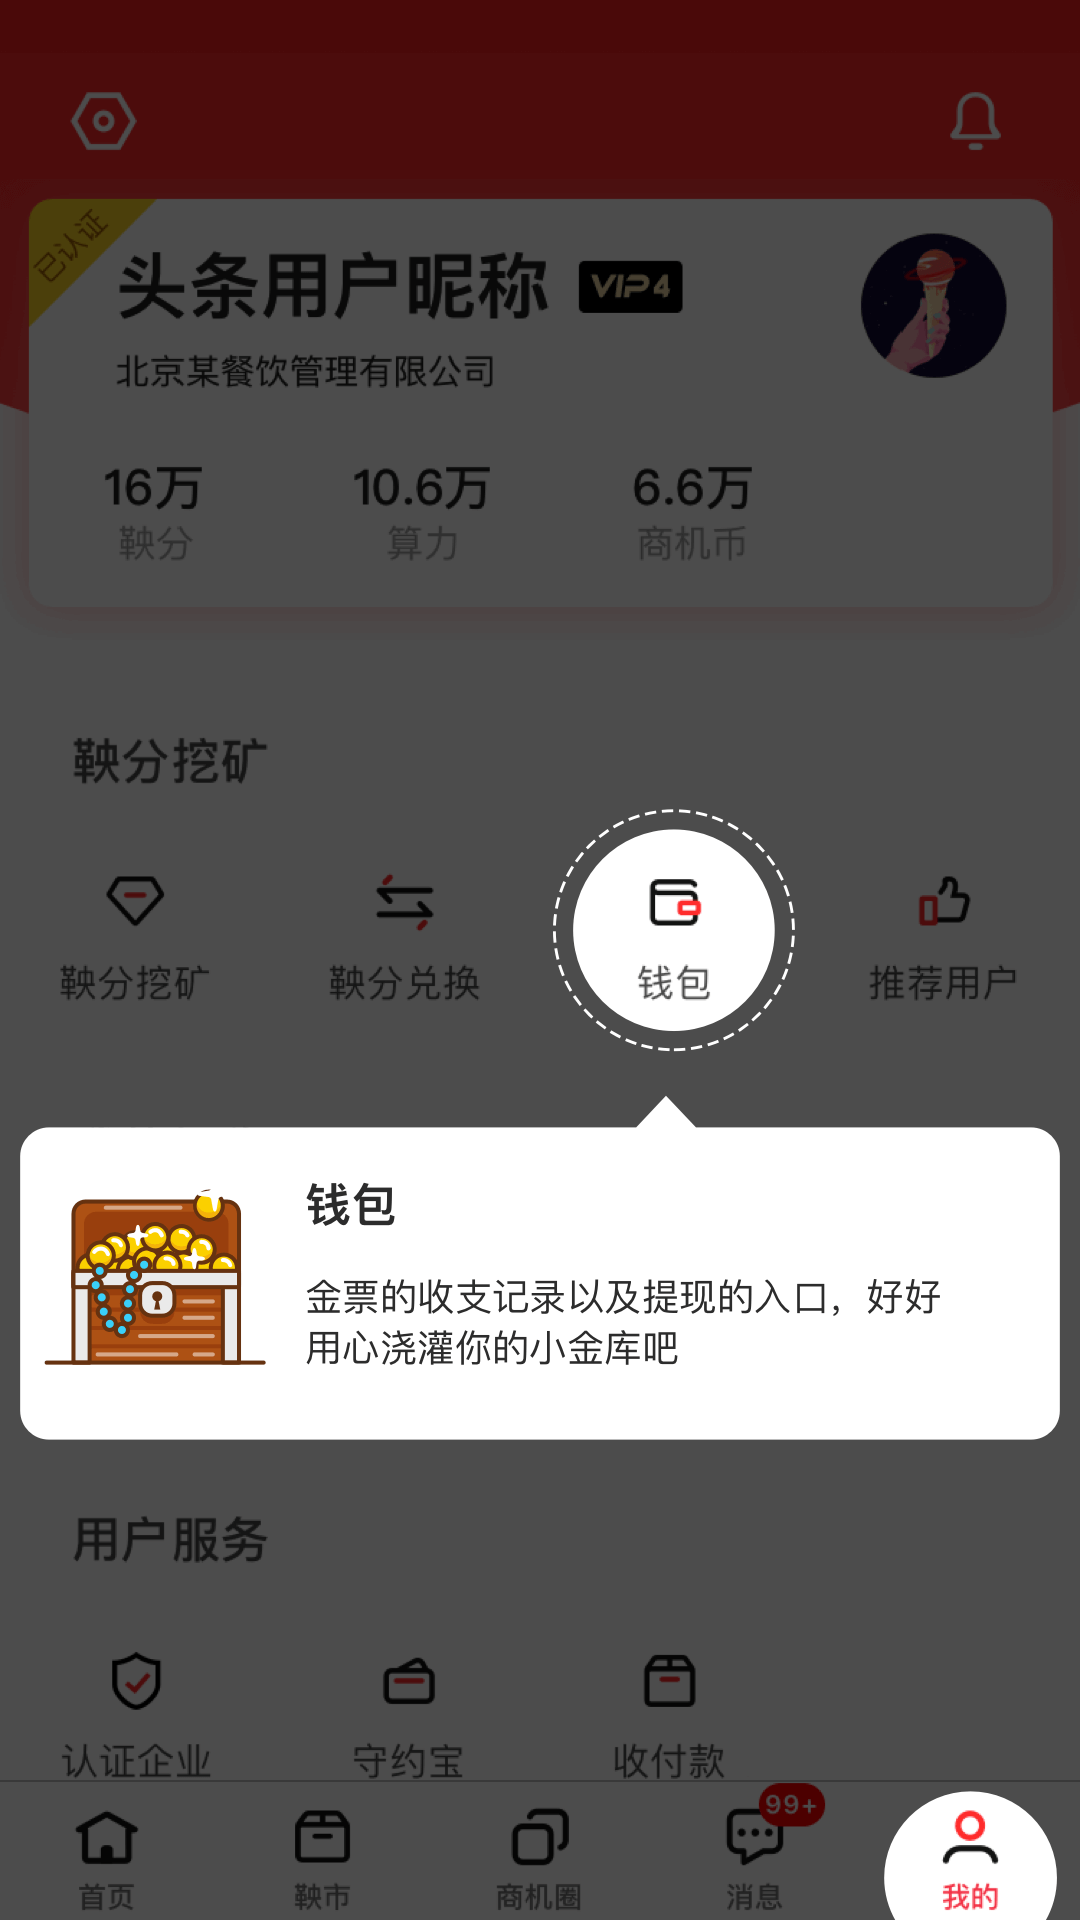 已认证
头条用户昵称 VIP4
北京某餐饮管理有限公司
16万 10.6万 6.6万
鞅分 算力 商机币
鞅分挖矿
鞅分挖矿 鞅分兑换 钱包 推荐用户
钱包
金票的收支记录以及提现的入口，好好
用心浇灌你的小金库吧
用户服务
认证企业 守约宝 收付款
99+
首页 鞅市 商机圈 消息 我的